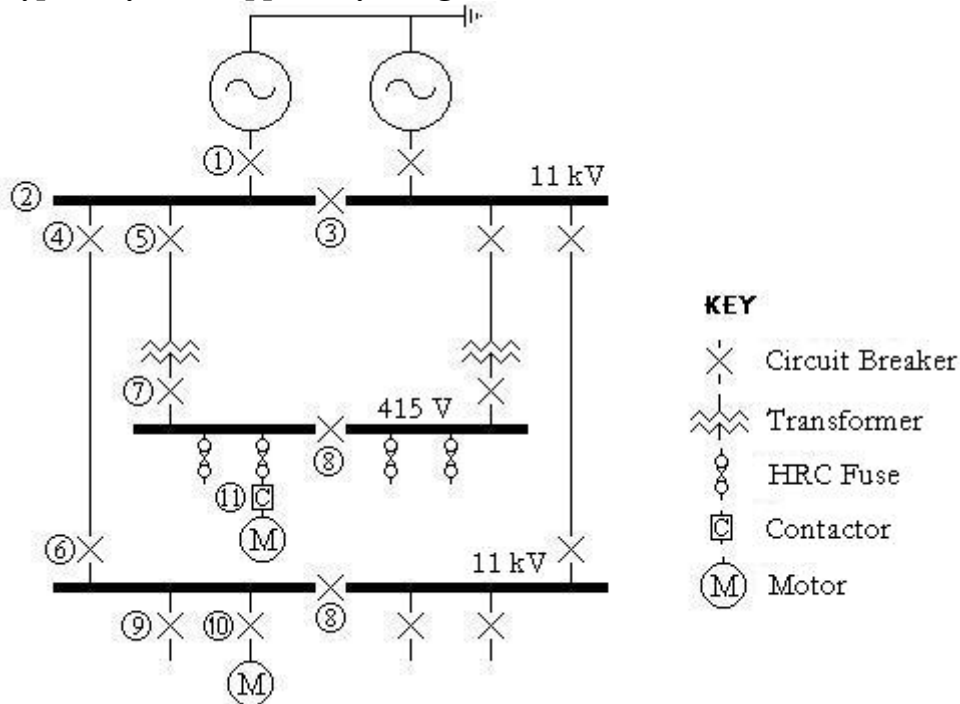 ①
② 11 kV
③
④ ⑤
KEY
Circuit Breaker
⑦ 415 V
Transformer
⑧
HRC Fuse
⑪ C
C Contactor
M
⑥ 11 kV
M Motor
⑨ ⑩ ⑧
M